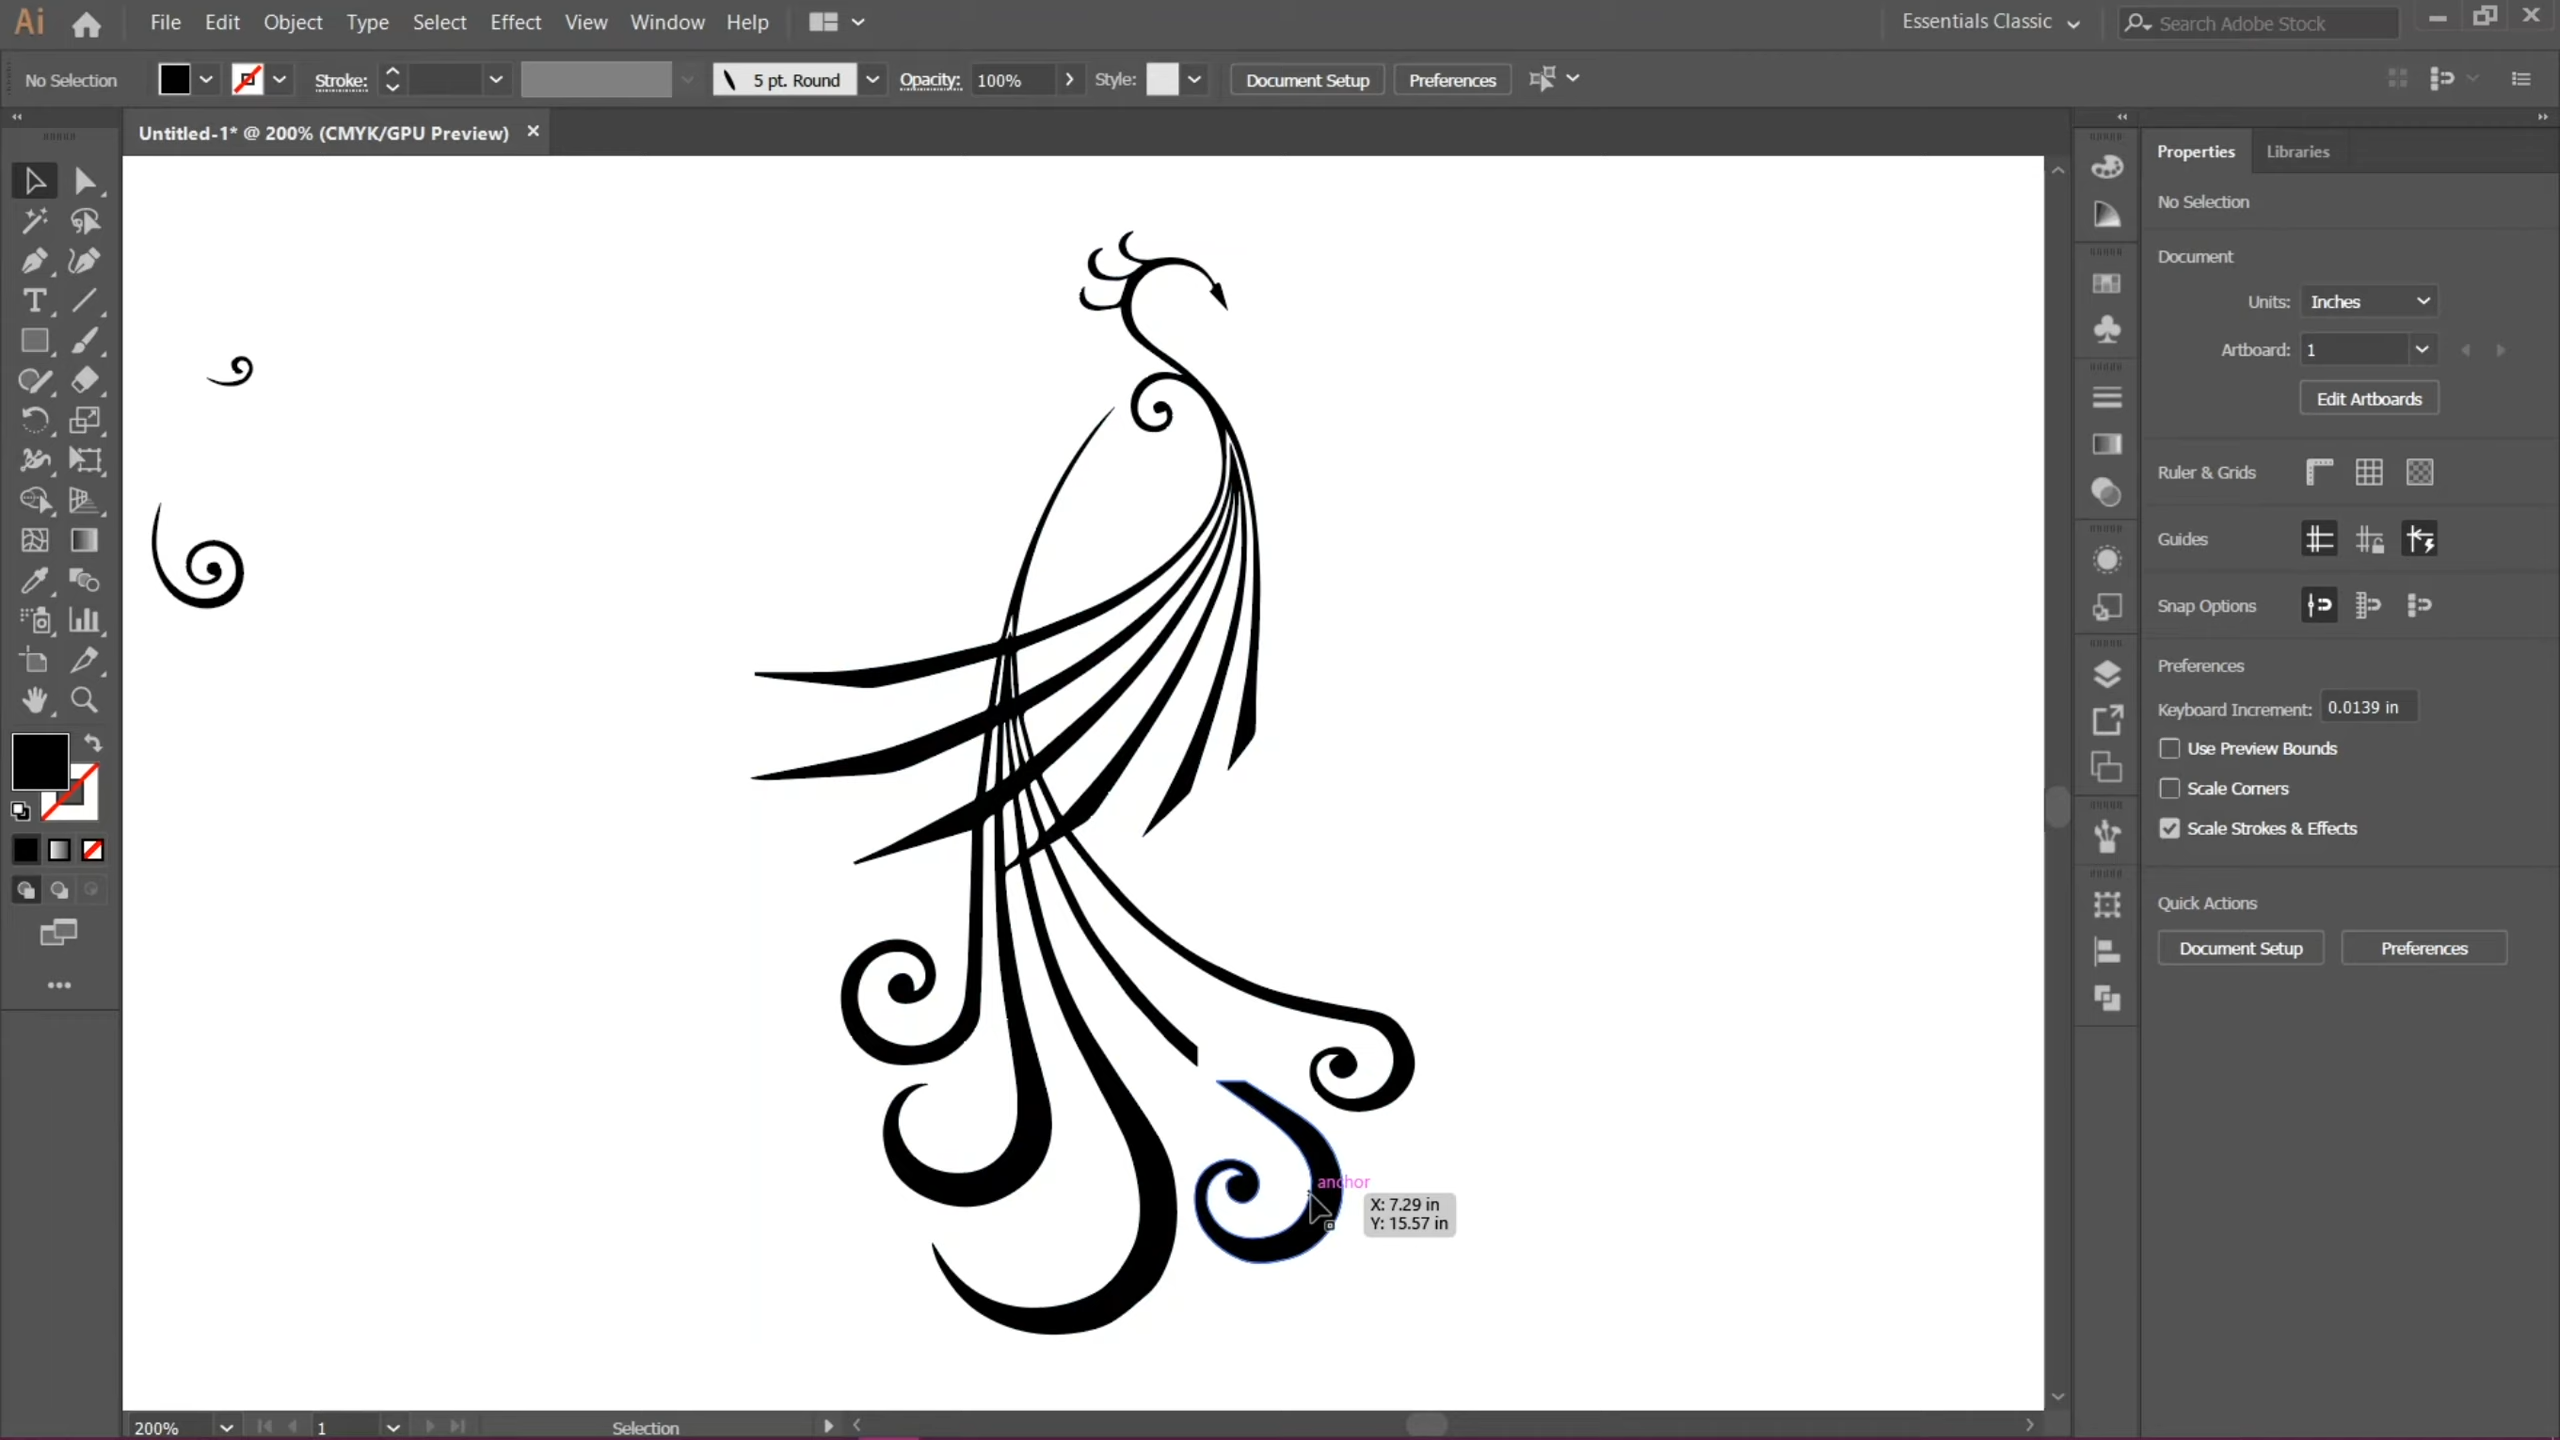 Ai File Edit Object Type Select Effect View Window Help Essentials Classic Search Adobe Stock
No Selection Stroke: 5 pt. Round Opacity: 100% Style: Document Setup Preferences
Untitled-1* @ 200% (CMYK/GPU Preview)
Properties Libraries
No Selection
Document
Units: Inches
Artboard: 1
Edit Artboards
Ruler & Grids
Guides
Snap Options
Preferences
Keyboard Increment: 0.0139 in
Use Preview Bounds
Scale Corners
Scale Strokes & Effects
Quick Actions
Document Setup Preferences
anchor
X: 7.29 in
Y: 15.57 in
200% 1 Selection